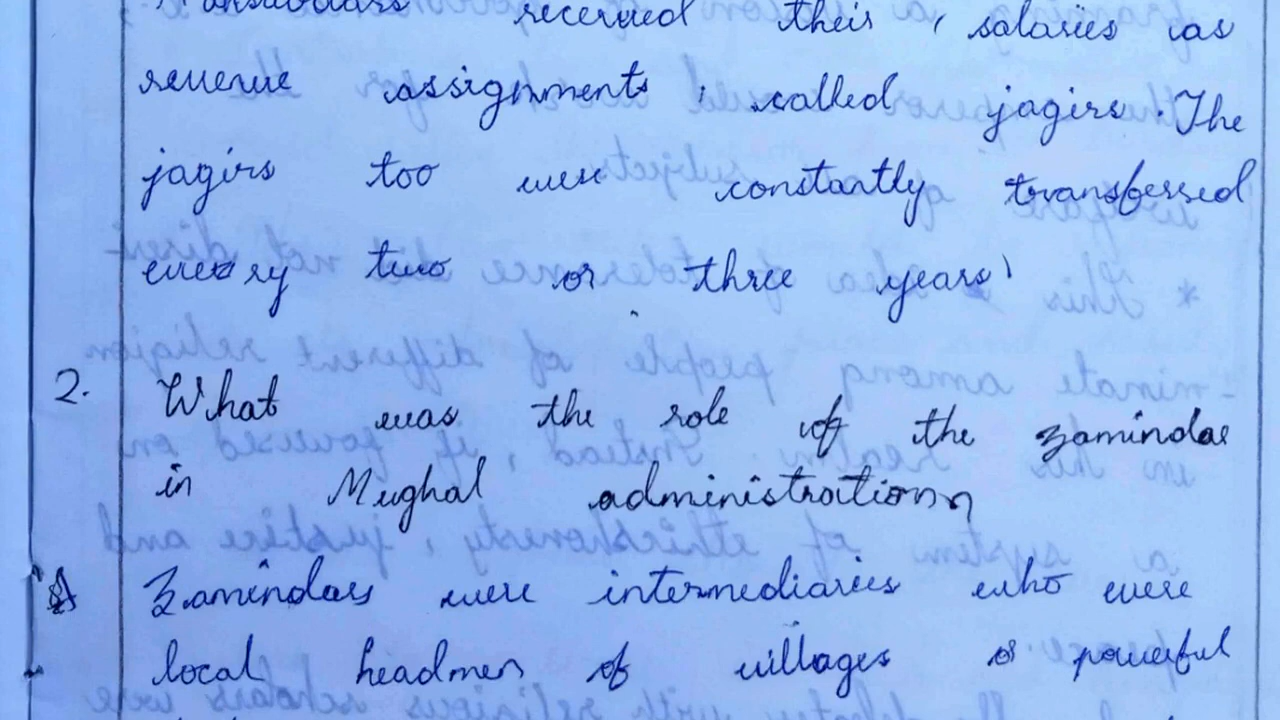 received their salaries as
revenue assignments, called jagirs. The
jagirs too were constantly transferred
every two or three years'
2. What was the role of the zamindar
in Mughal administration
A Zamindars were intermediaries who were
local headmen of villages or powerful